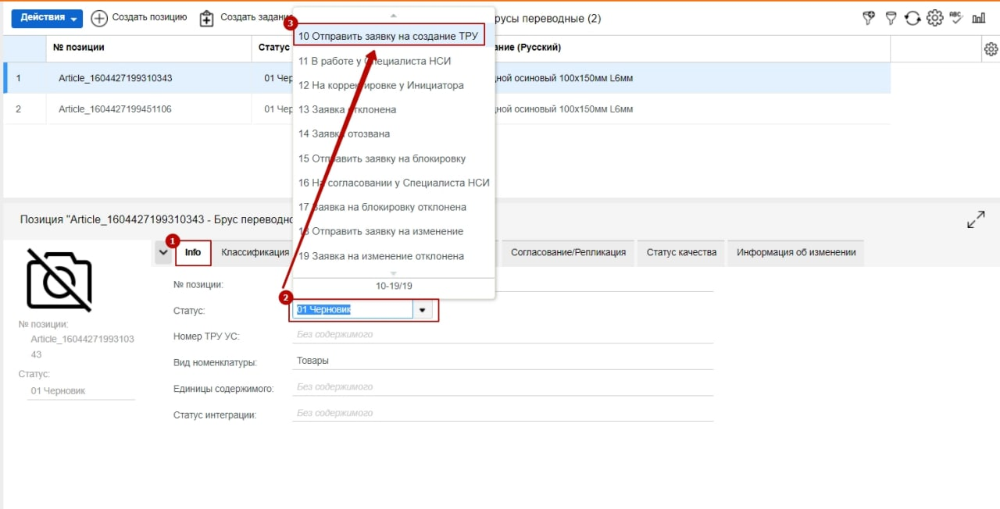 Действия
Создать позицию
Создать задани
русы переводные (2)
ABC
№ позиции
Статус
ание (Русский)
1
Article_1604427199310343
01 Чер
ной осиновый 100х150мм L6мм
2
Article_1604427199451106
01 Чер
ной осиновый 100х150мм L6мм
3
10 Отправить заявку на создание ТРУ
11 В работе у Специалиста НСИ
12 На корректировке у Инициатора
13 Заявка отклонена
14 Заявка отозвана
15 Отправить заявку на блокировку
16 На согласовании у Специалиста НСИ
17 Заявка на блокировку отклонена
18 Отправить заявку на изменение
19 Заявка на изменение отклонена
10-19/19
Позиция "Article_1604427199310343 - Брус переводно
1
Info
Классификация
Согласование/Репликация
Статус качества
Информация об изменении
№ позиции:
2
Статус:
01 Черновик
Номер ТРУ УС:
Без содержимого
Вид номенклатуры:
Товары
Единицы содержимого:
Без содержимого
Статус интеграции:
Без содержимого
№ позиции:
Article_16044271993103
43
Статус:
01 Черновик